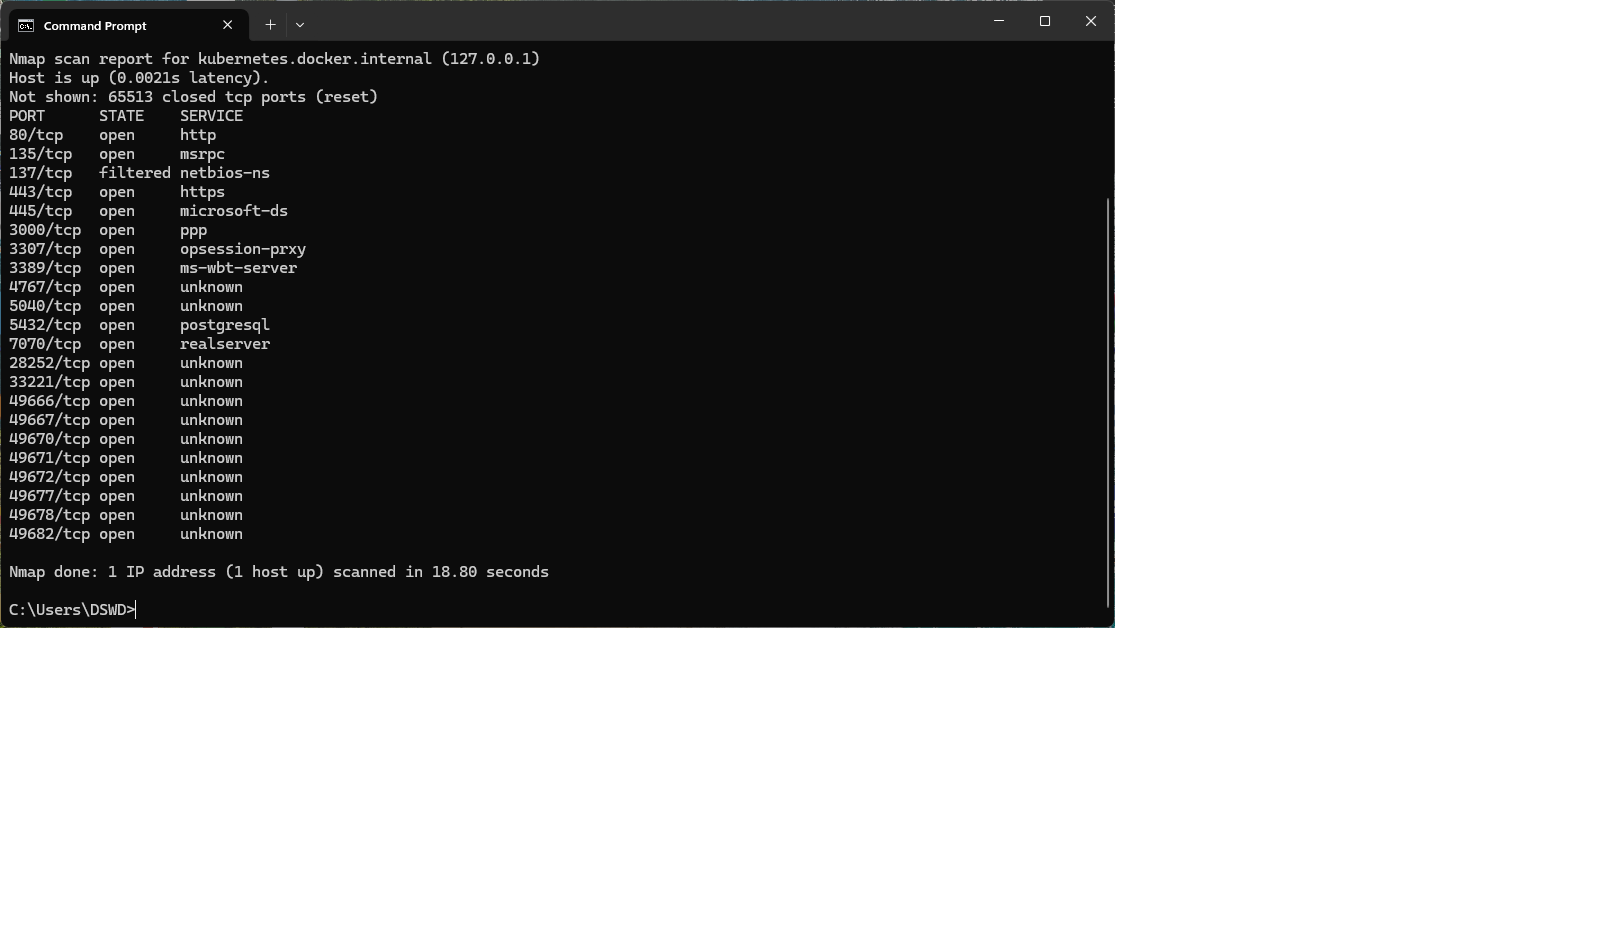 Command Prompt
Nmap scan report for kubernetes.docker.internal (127.0.0.1)
Host is up (0.0021s latency).
Not shown: 65513 closed tcp ports (reset)
PORT      STATE    SERVICE
80/tcp    open     http
135/tcp   open     msrpc
137/tcp   filtered netbios-ns
443/tcp   open     https
445/tcp   open     microsoft-ds
3000/tcp  open     ppp
3307/tcp  open     opsession-prxy
3389/tcp  open     ms-wbt-server
4767/tcp  open     unknown
5040/tcp  open     unknown
5432/tcp  open     postgresql
7070/tcp  open     realserver
28252/tcp open     unknown
33221/tcp open     unknown
49666/tcp open     unknown
49667/tcp open     unknown
49670/tcp open     unknown
49671/tcp open     unknown
49672/tcp open     unknown
49677/tcp open     unknown
49678/tcp open     unknown
49682/tcp open     unknown
Nmap done: 1 IP address (1 host up) scanned in 18.80 seconds
C:\Users\DSWD>